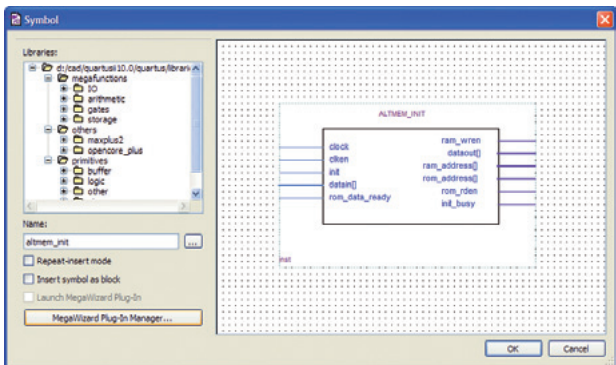 Symbol
Libraries:
d:/cad/quartusii10.0/quartus/librari
megafunctions
IO
arithmetic
gates
storage
others
maxplus2
opencore_plus
primitives
buffer
logic
other
Name:
altmem_init
...
Repeat-insert mode
Insert symbol as block
Launch MegaWizard Plug-In
MegaWizard Plug-In Manager...
ALTMEM_INIT
clock
clken
init
datain[]
rom_data_ready
ram_wren
dataout[]
ram_address[]
rom_address[]
rom_rden
init_busy
inst
OK
Cancel